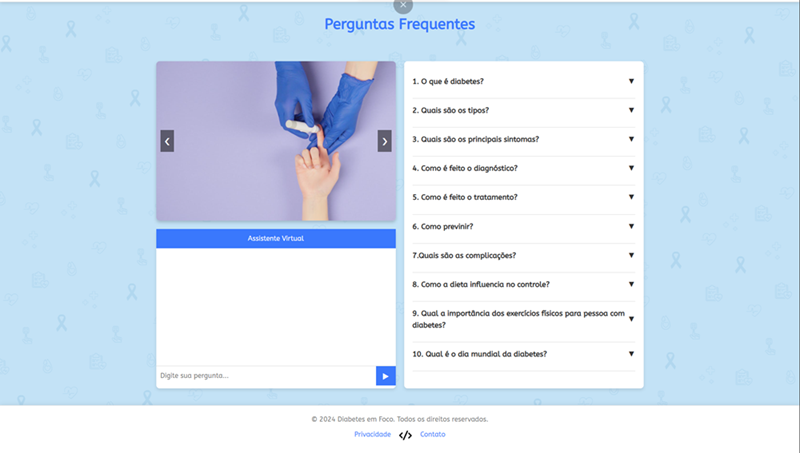 Perguntas Frequentes
Assistente Virtual
Digite sua pergunta...
1. O que é diabetes?
2. Quais são os tipos?
3. Quais são os principais sintomas?
4. Como é feito o diagnóstico?
5. Como é feito o tratamento?
6. Como previnir?
7.Quais são as complicações?
8. Como a dieta influencia no controle?
9. Qual a importância dos exercícios físicos para pessoa com
diabetes?
10. Qual é o dia mundial da diabetes?
© 2024 Diabetes em Foco. Todos os direitos reservados.
Privacidade </> Contato